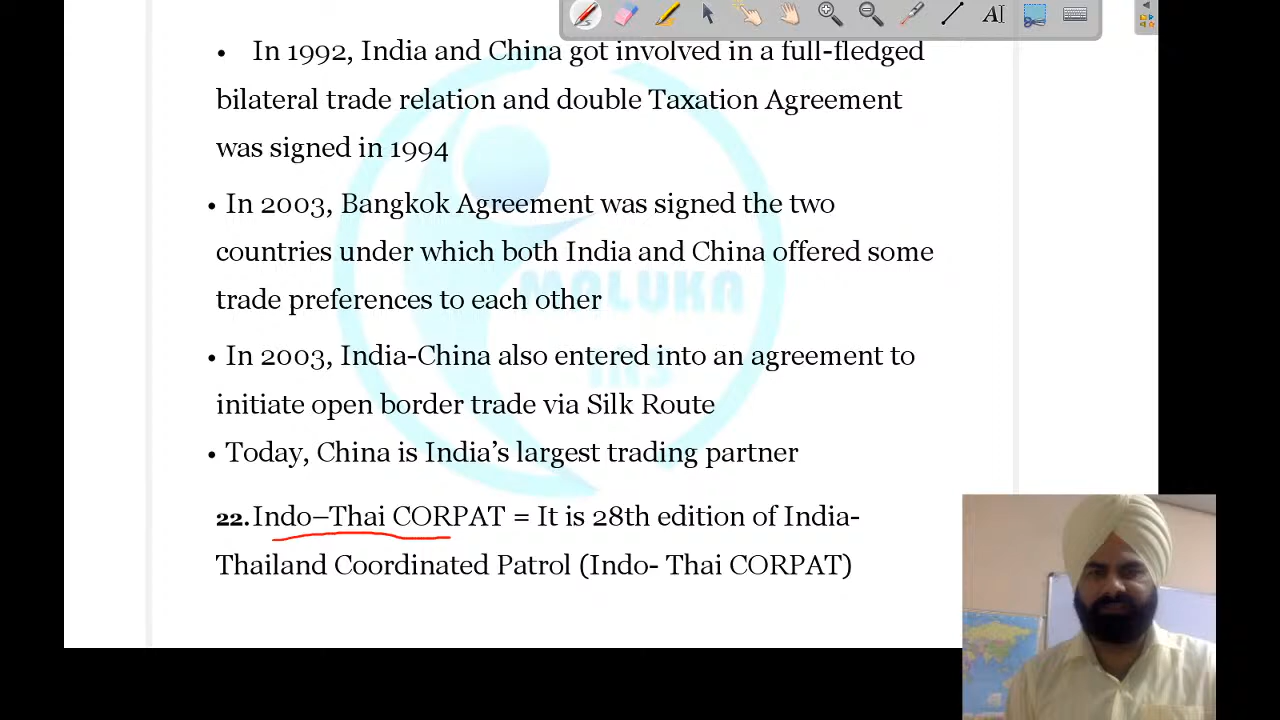 • In 1992, India and China got involved in a full-fledged
bilateral trade relation and double Taxation Agreement
was signed in 1994
• In 2003, Bangkok Agreement was signed the two
countries under which both India and China offered some
trade preferences to each other
• In 2003, India-China also entered into an agreement to
initiate open border trade via Silk Route
• Today, China is India’s largest trading partner
22. Indo–Thai CORPAT = It is 28th edition of India-
Thailand Coordinated Patrol (Indo- Thai CORPAT)
MALUKA
IAS